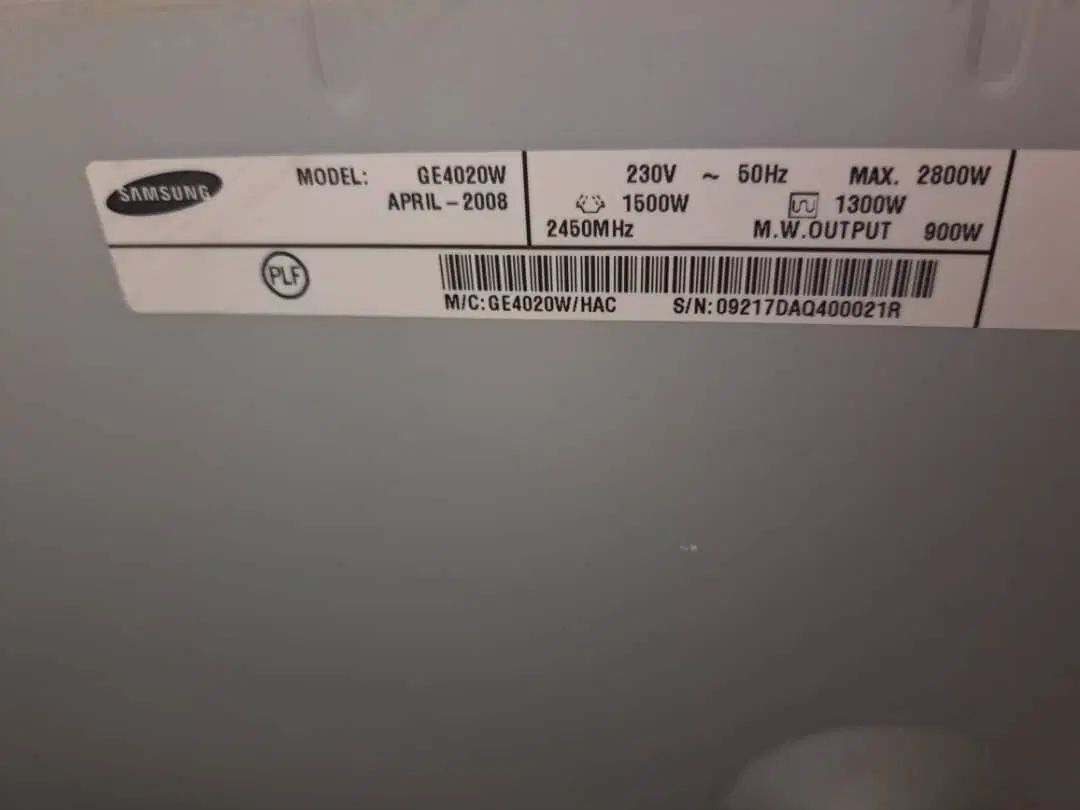 SAMSUNG
MODEL: GE4020W
APRIL - 2008
230V ~ 50Hz MAX. 2800W
1500W 1300W
2450MHz M.W.OUTPUT 900W
PLF
M/C:GE4020W/HAC S/N:09217DAQ400021R